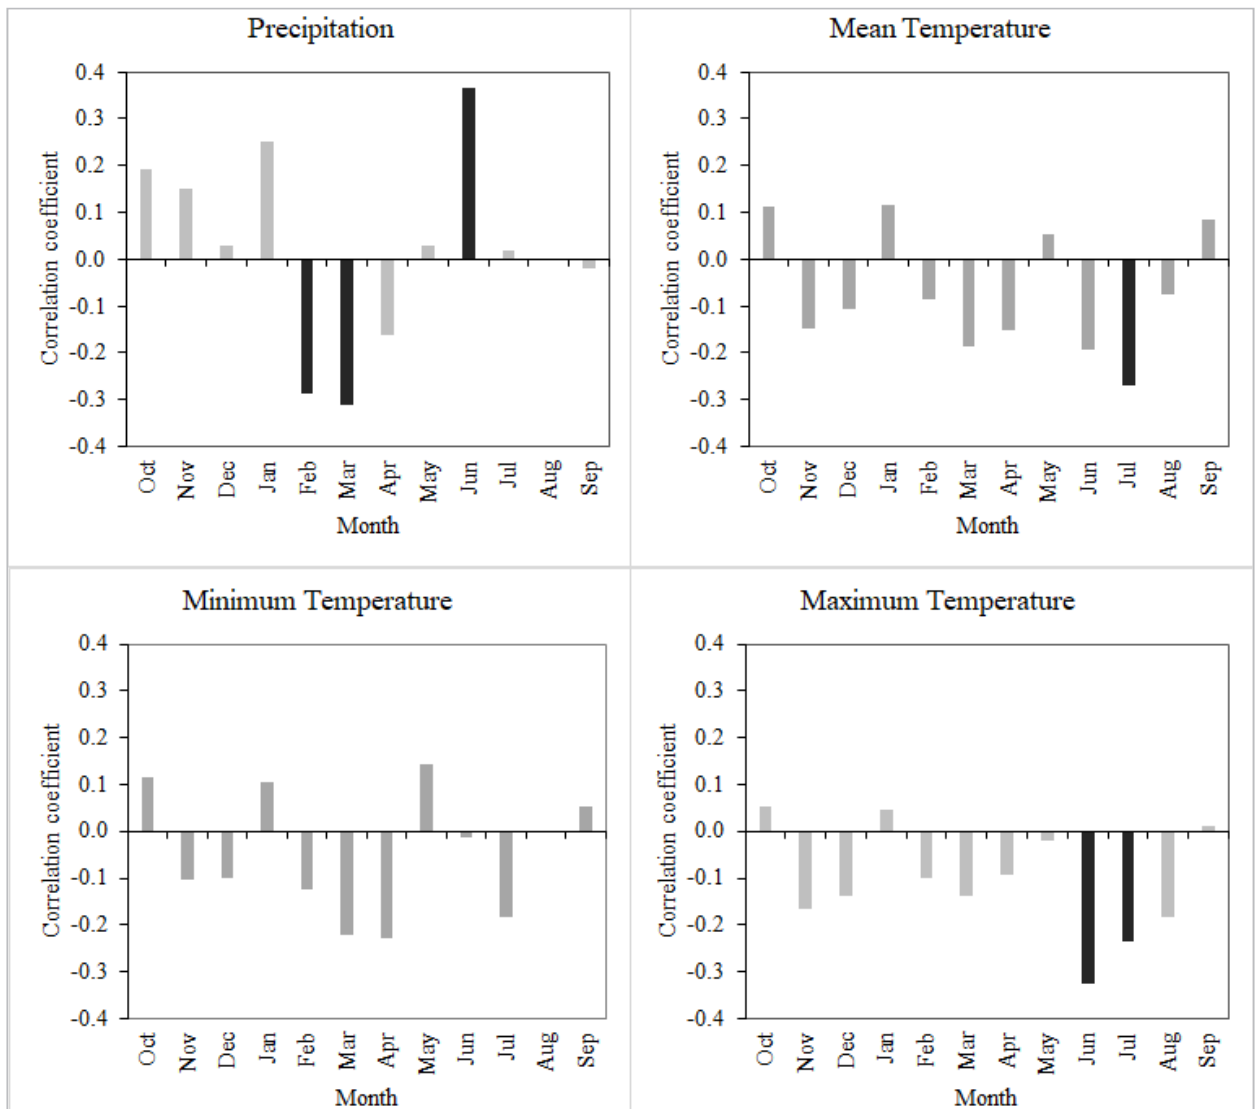 Precipitation
Correlation coefficient
0.4
0.3
0.2
0.1
0.0
-0.1
-0.2
-0.3
-0.4
Oct
Nov
Dec
Jan
Feb
Mar
Apr
May
Jun
Jul
Aug
Sep
Month
Mean Temperature
Correlation coefficient
0.4
0.3
0.2
0.1
0.0
-0.1
-0.2
-0.3
-0.4
Oct
Nov
Dec
Jan
Feb
Mar
Apr
May
Jun
Jul
Aug
Sep
Month
Minimum Temperature
Correlation coefficient
0.4
0.3
0.2
0.1
0.0
-0.1
-0.2
-0.3
-0.4
Oct
Nov
Dec
Jan
Feb
Mar
Apr
May
Jun
Jul
Aug
Sep
Month
Maximum Temperature
Correlation coefficient
0.4
0.3
0.2
0.1
0.0
-0.1
-0.2
-0.3
-0.4
Oct
Nov
Dec
Jan
Feb
Mar
Apr
May
Jun
Jul
Aug
Sep
Month